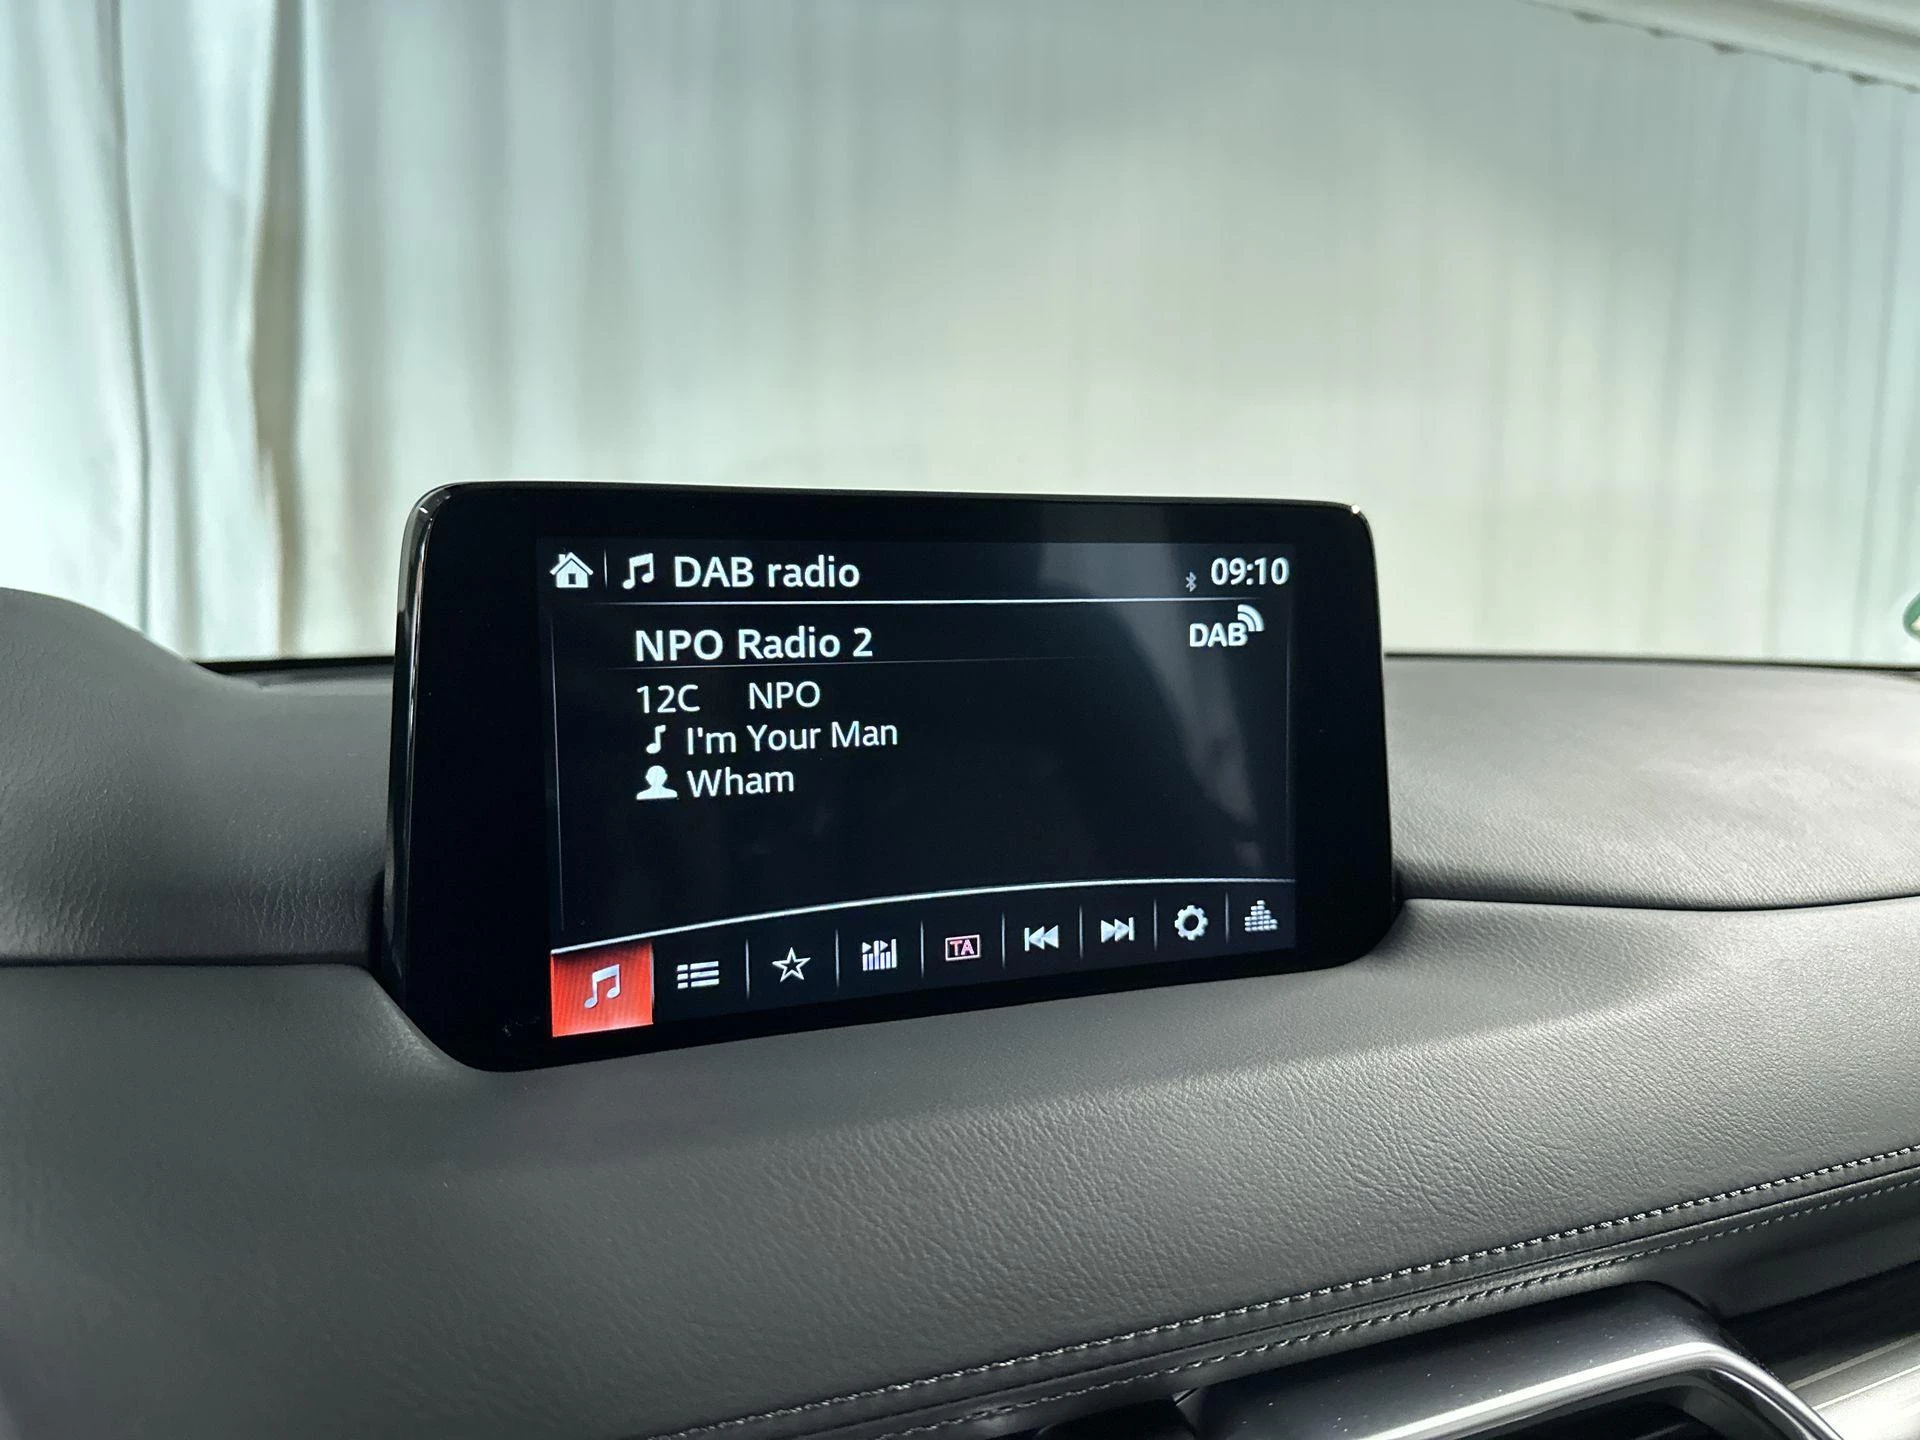 DAB radio 09:10
NPO Radio 2 DAB
12C NPO
I'm Your Man
Wham
TA